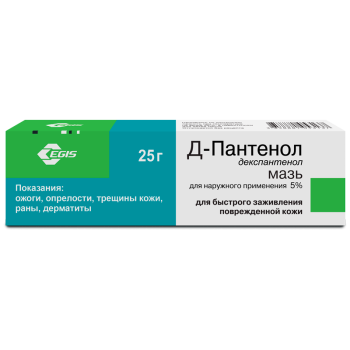 EGIS
25 г
Показания:
ожоги, опрелости, трещины кожи,
раны, дерматиты
Д-Пантенол
декспантенол
мазь
для наружного применения 5%
для быстрого заживления
поврежденной кожи